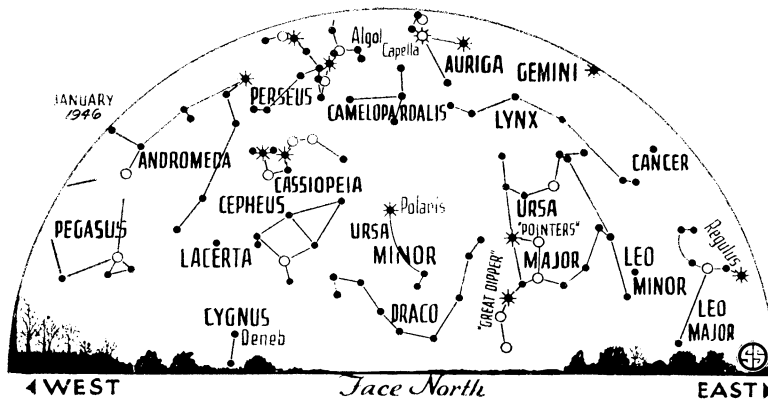 Algol
Capella
AURIGA
GEMINI
JANUARY
1946
PERSEUS
CAMELOPARDALIS
LYNX
ANDROMEDA
CANCER
CASSIOPEIA
CEPHEUS
Polaris
URSA
"POINTERS"
PEGASUS
URSA
MINOR
LACERTA
MAJOR
LEO
MINOR
Regulus
"GREAT DIPPER"
DRACO
CYGNUS
Deneb
LEO
MAJOR
WEST
Face North
EAST